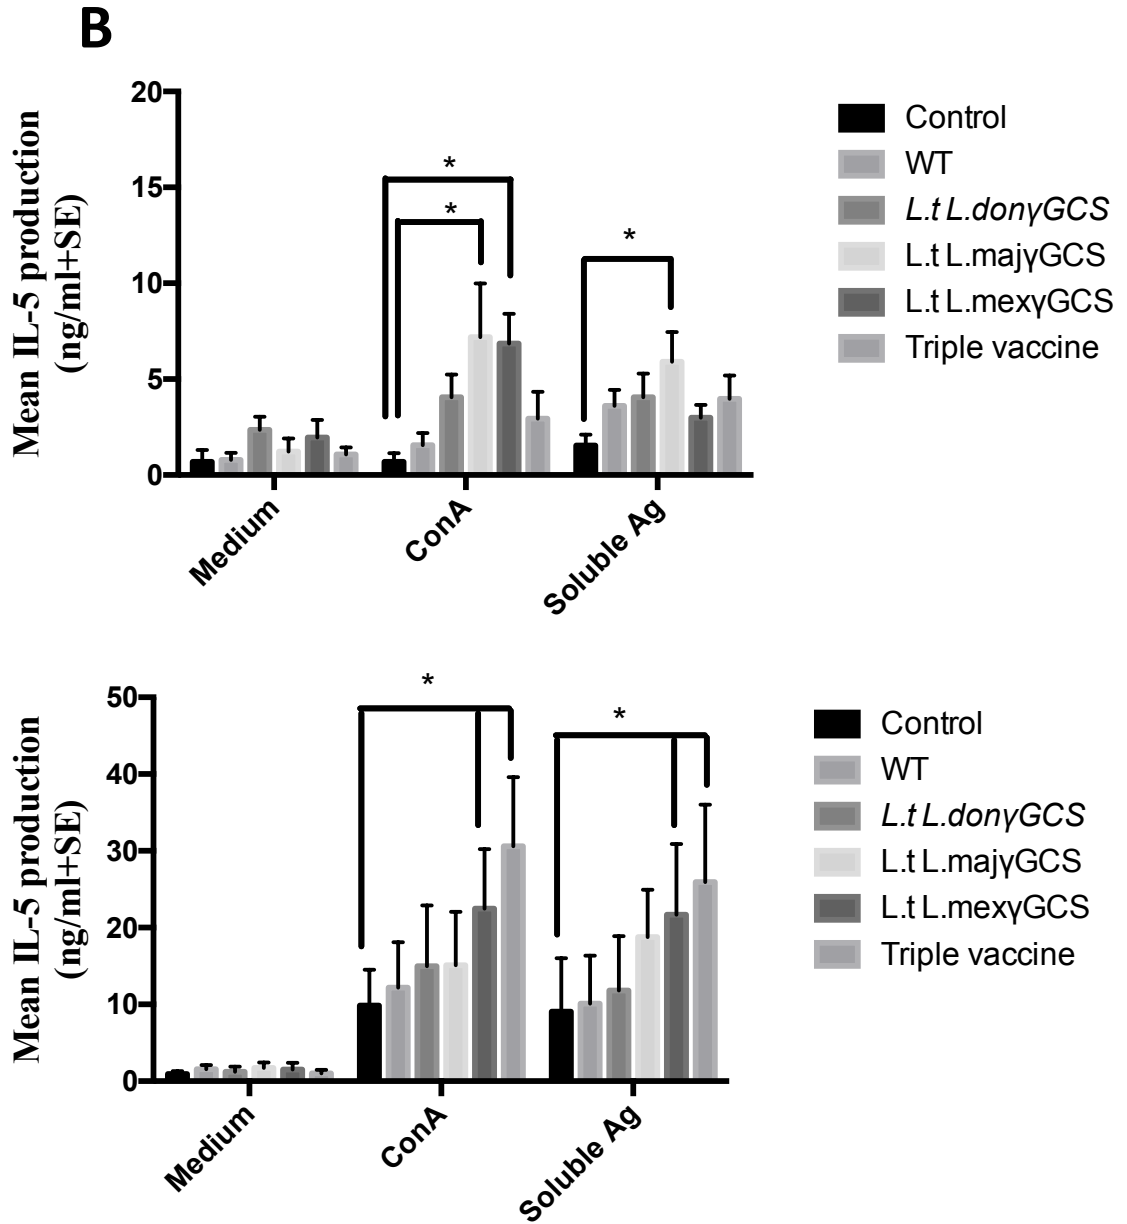 B
Mean IL-5 production
(ng/ml+SE)
20
15
10
5
0
*
*
*
Medium
ConA
Soluble Ag
Control
WT
L.t L.donγGCS
L.t L.majγGCS
L.t L.mexγGCS
Triple vaccine
Mean IL-5 production
(ng/ml+SE)
50
40
30
20
10
0
*
*
Medium
ConA
Soluble Ag
Control
WT
L.t L.donγGCS
L.t L.majγGCS
L.t L.mexγGCS
Triple vaccine